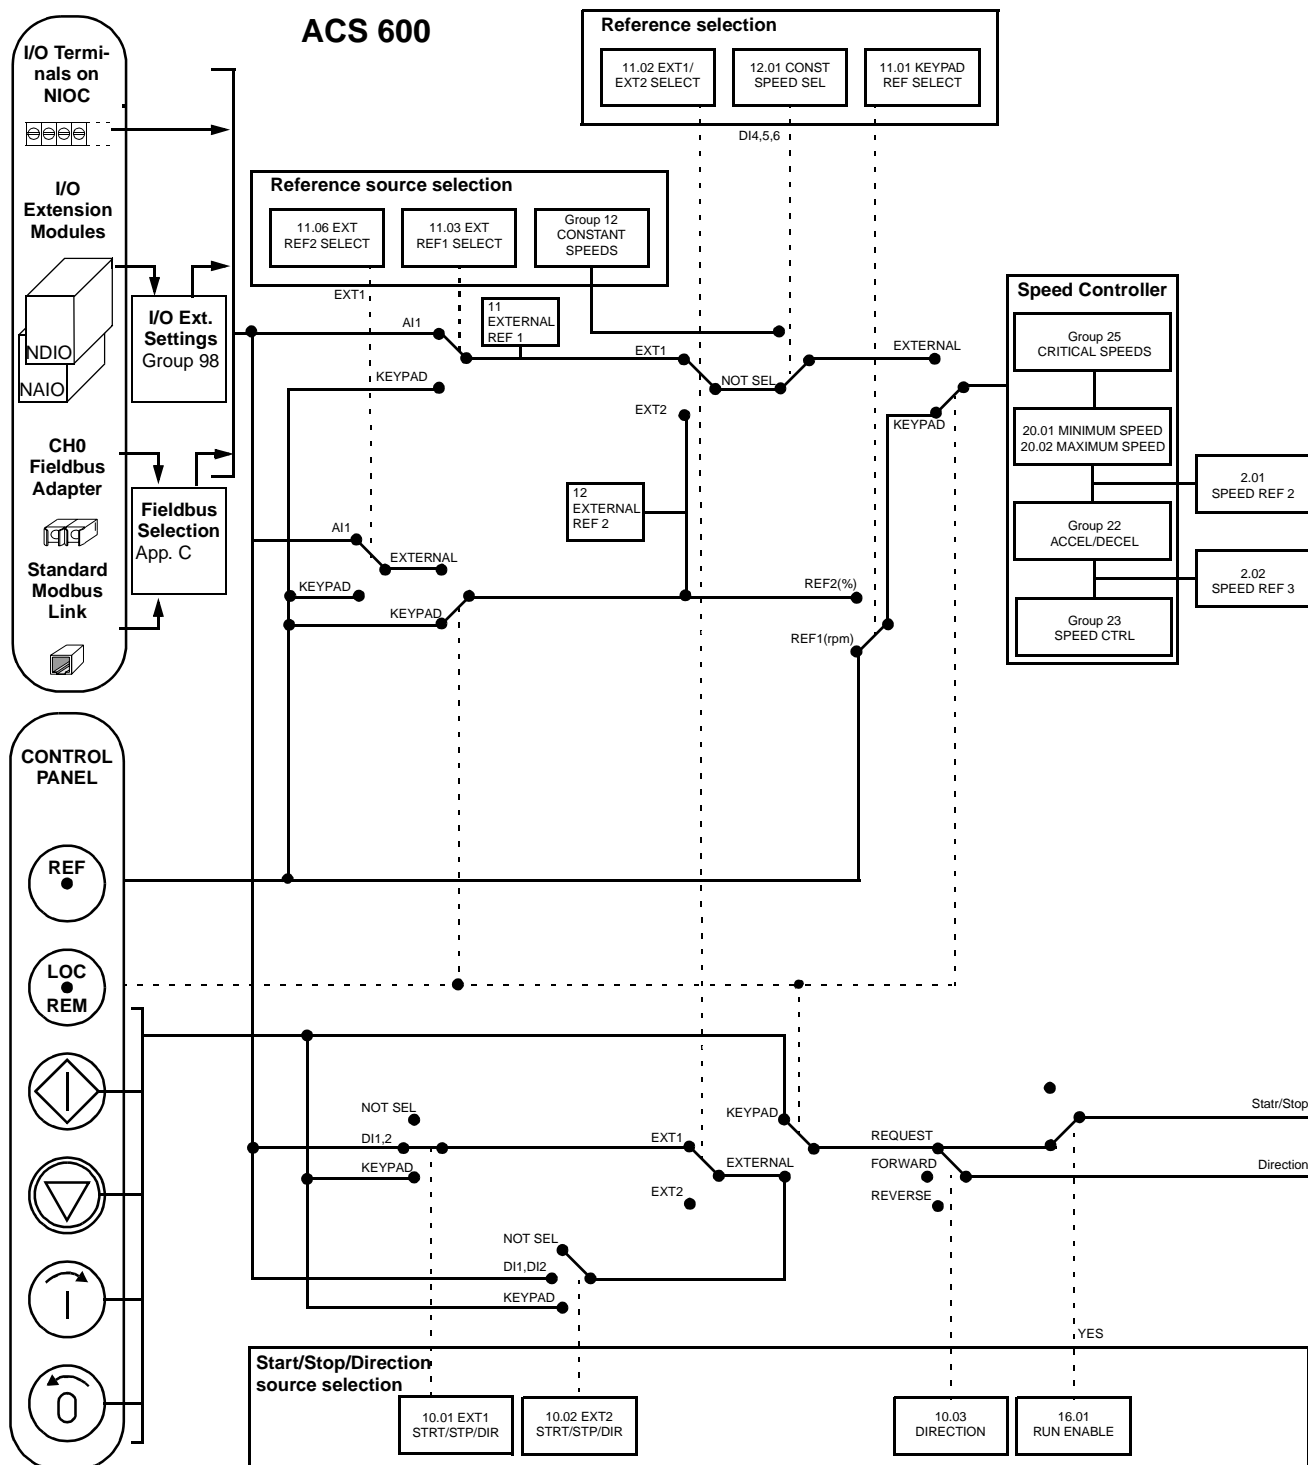 ACS 600
I/O Termi-
nals on
NIOC
I/O
Extension
Modules
NDIO
NAIO
I/O Ext.
Settings
Group 98
CH0
Fieldbus
Adapter
Fieldbus
Selection
App. C
Standard
Modbus
Link
Reference selection
11.02 EXT1/
EXT2 SELECT
12.01 CONST
SPEED SEL
11.01 KEYPAD
REF SELECT
DI4,5,6
Reference source selection
11.06 EXT
REF2 SELECT
11.03 EXT
REF1 SELECT
Group 12
CONSTANT
SPEEDS
EXT1
AI1
11
EXTERNAL
REF 1
KEYPAD
EXT1
NOT SEL
EXT2
EXTERNAL
KEYPAD
12
EXTERNAL
REF 2
AI1
EXTERNAL
KEYPAD
KEYPAD
REF2(%)
REF1(rpm)
Speed Controller
Group 25
CRITICAL SPEEDS
20.01 MINIMUM SPEED
20.02 MAXIMUM SPEED
2.01
SPEED REF 2
Group 22
ACCEL/DECEL
2.02
SPEED REF 3
Group 23
SPEED CTRL
CONTROL
PANEL
REF
LOC
REM
NOT SEL
DI1,2
KEYPAD
EXT1
EXT2
KEYPAD
EXTERNAL
REQUEST
FORWARD
REVERSE
Statr/Stop
Direction
NOT SEL
DI1,DI2
KEYPAD
YES
Start/Stop/Direction
source selection
10.01 EXT1
STRT/STP/DIR
10.02 EXT2
STRT/STP/DIR
10.03
DIRECTION
16.01
RUN ENABLE